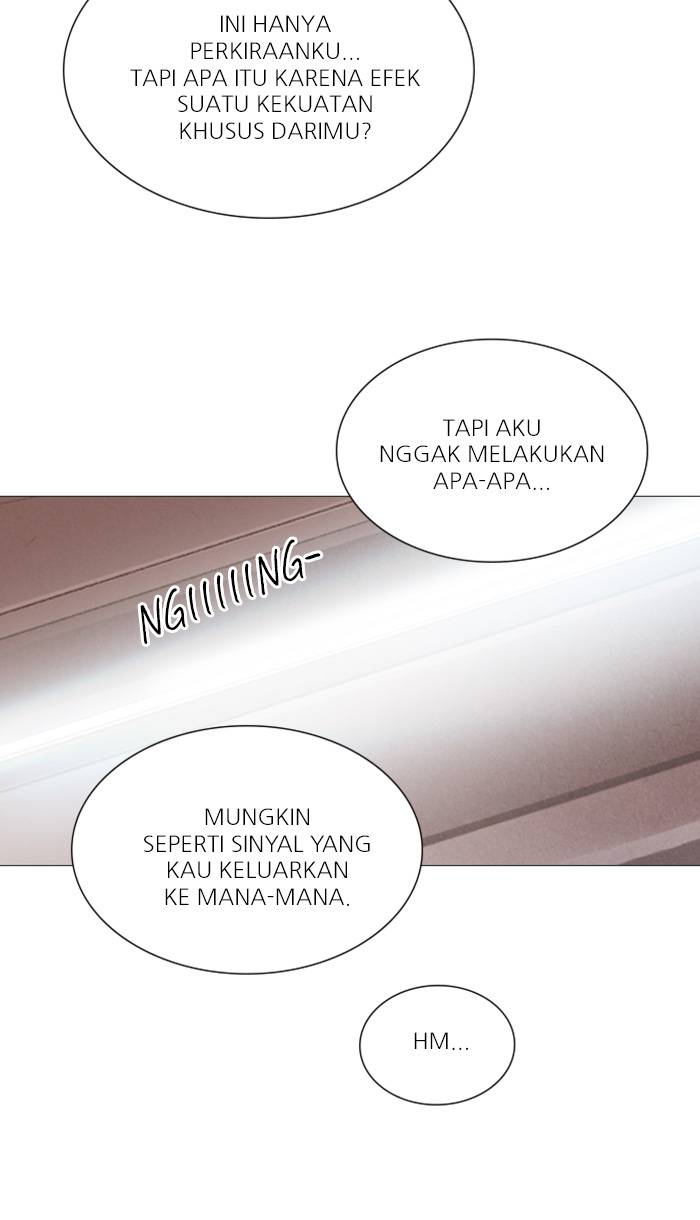 INI HANYA
PERKIRAANKU...
TAPI APA ITU KARENA EFEK
SUATU KEKUATAN
KHUSUS DARIMU?
TAPI AKU
NGGAK MELAKUKAN
APA-APA...
NGIIIIING-
MUNGKIN
SEPERTI SINYAL YANG
KAU KELUARKAN
KE MANA-MANA.
HM...